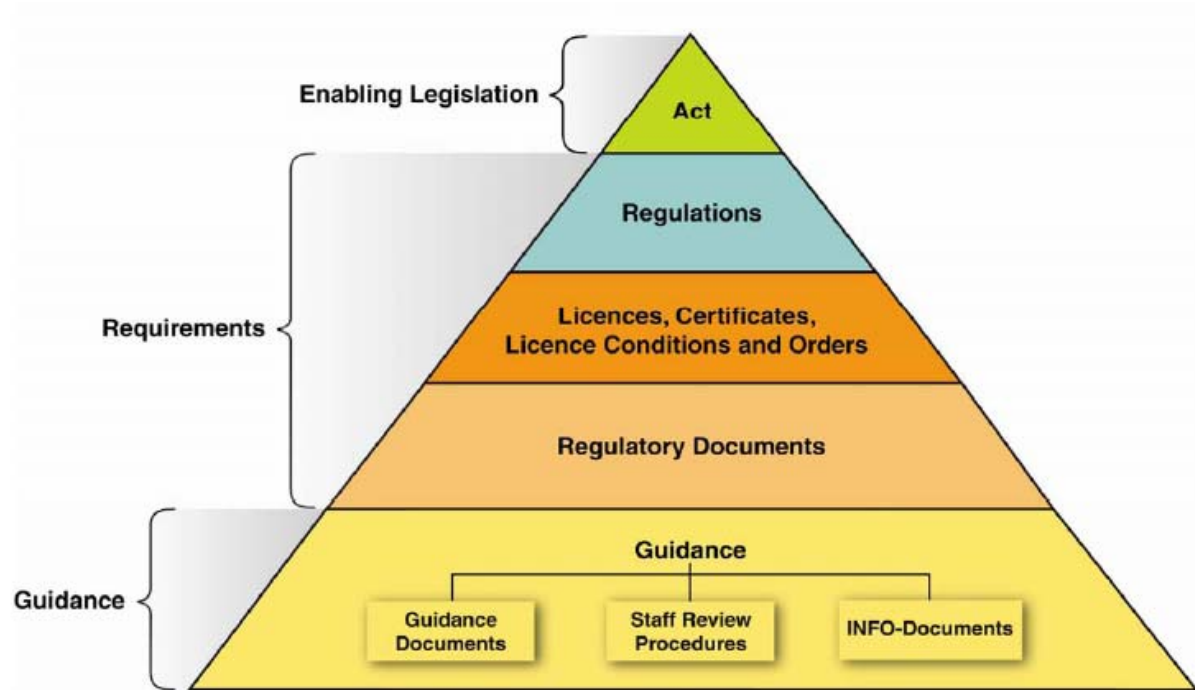 Enabling Legislation
Act
Regulations
Requirements
Licences, Certificates,
Licence Conditions and Orders
Regulatory Documents
Guidance
Guidance
Guidance
Documents
Staff Review
Procedures
INFO-Documents